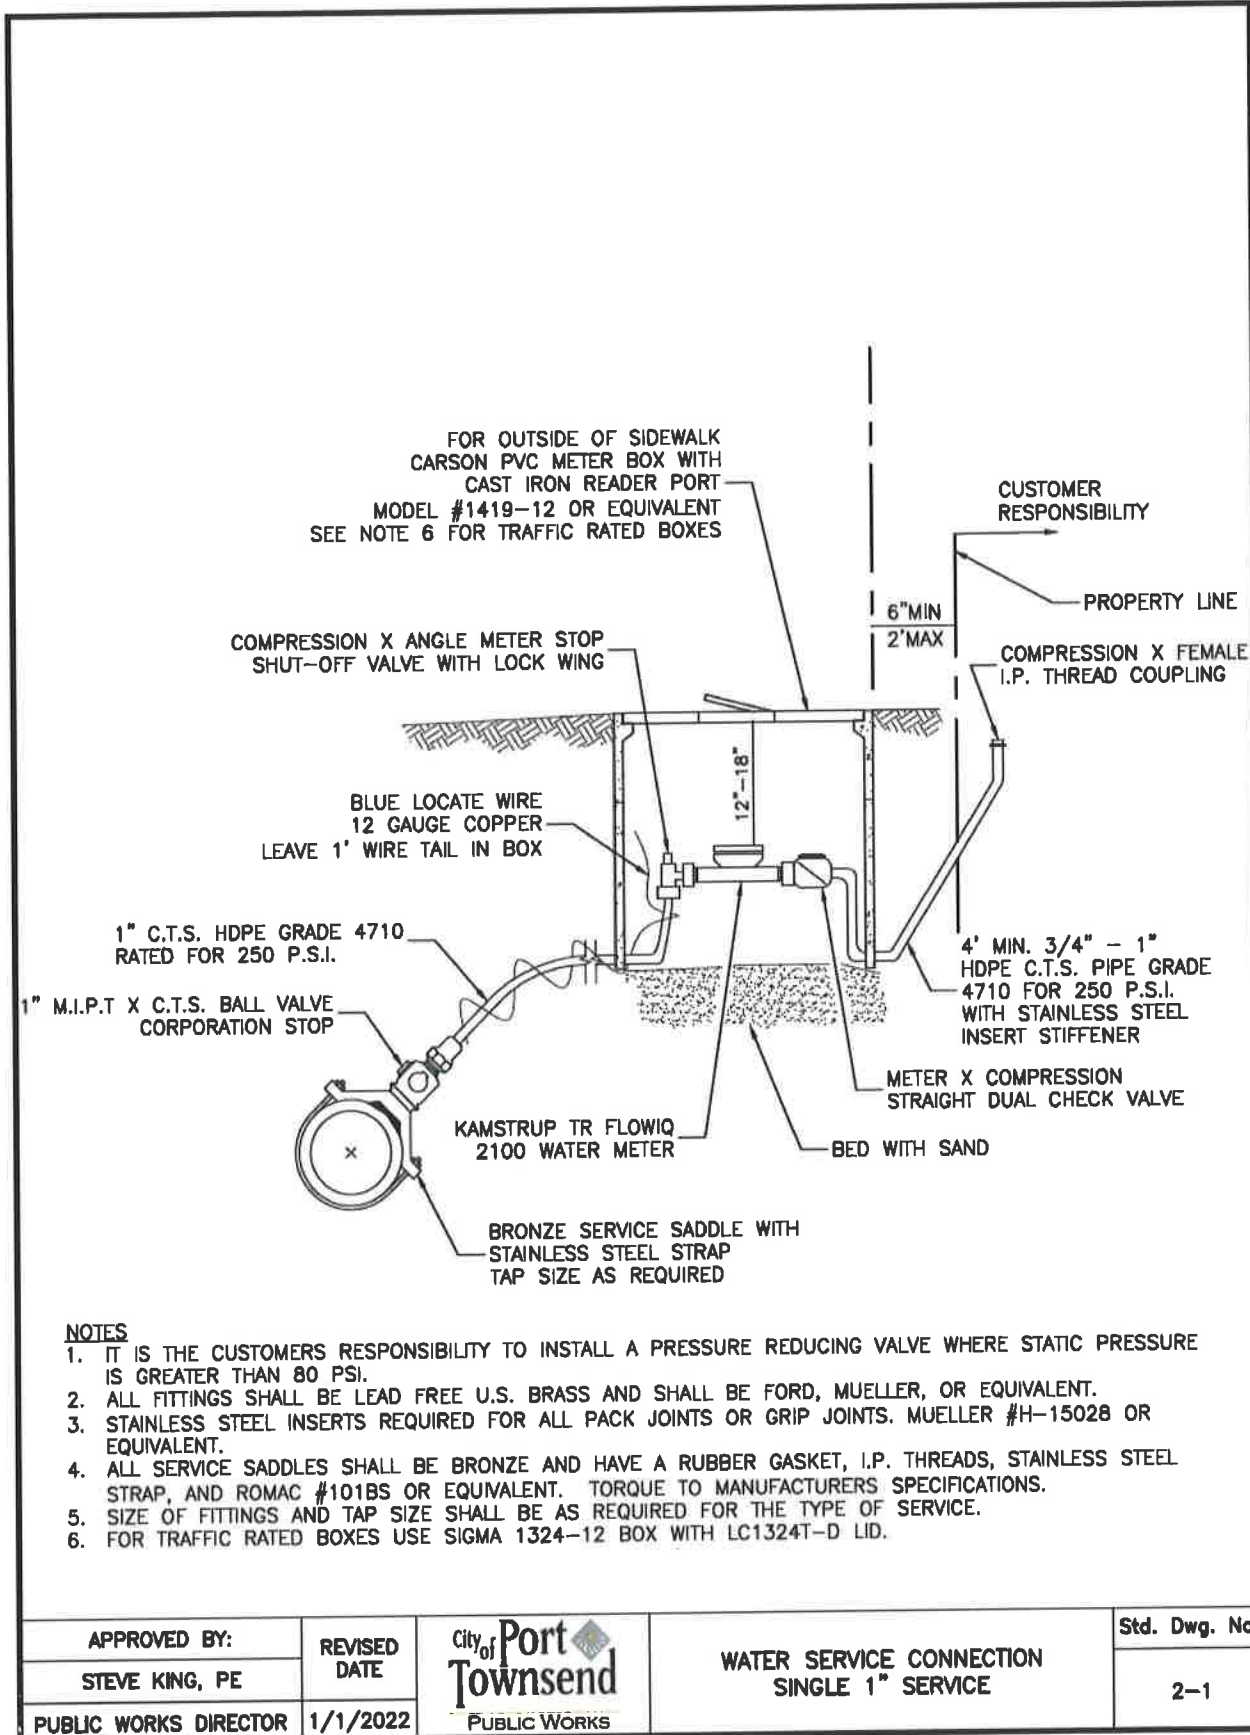 FOR OUTSIDE OF SIDEWALK
CARSON PVC METER BOX WITH
CAST IRON READER PORT
MODEL #1419-12 OR EQUIVALENT
SEE NOTE 6 FOR TRAFFIC RATED BOXES
CUSTOMER
RESPONSIBILITY
6"MIN
2'MAX
PROPERTY LINE
COMPRESSION X ANGLE METER STOP
SHUT-OFF VALVE WITH LOCK WING
COMPRESSION X FEMALE
I.P. THREAD COUPLING
12"-18"
BLUE LOCATE WIRE
12 GAUGE COPPER
LEAVE 1' WIRE TAIL IN BOX
1" C.T.S. HDPE GRADE 4710
RATED FOR 250 P.S.I.
4' MIN. 3/4" - 1"
HDPE C.T.S. PIPE GRADE
4710 FOR 250 P.S.I.
WITH STAINLESS STEEL
INSERT STIFFENER
1" M.I.P.T X C.T.S. BALL VALVE
CORPORATION STOP
METER X COMPRESSION
STRAIGHT DUAL CHECK VALVE
KAMSTRUP TR FLOWIQ
2100 WATER METER
BED WITH SAND
BRONZE SERVICE SADDLE WITH
STAINLESS STEEL STRAP
TAP SIZE AS REQUIRED
NOTES
1. IT IS THE CUSTOMERS RESPONSIBILITY TO INSTALL A PRESSURE REDUCING VALVE WHERE STATIC PRESSURE
IS GREATER THAN 80 PSI.
2. ALL FITTINGS SHALL BE LEAD FREE U.S. BRASS AND SHALL BE FORD, MUELLER, OR EQUIVALENT.
3. STAINLESS STEEL INSERTS REQUIRED FOR ALL PACK JOINTS OR GRIP JOINTS. MUELLER #H-15028 OR
EQUIVALENT.
4. ALL SERVICE SADDLES SHALL BE BRONZE AND HAVE A RUBBER GASKET, I.P. THREADS, STAINLESS STEEL
STRAP, AND ROMAC #101BS OR EQUIVALENT. TORQUE TO MANUFACTURERS SPECIFICATIONS.
5. SIZE OF FITTINGS AND TAP SIZE SHALL BE AS REQUIRED FOR THE TYPE OF SERVICE.
6. FOR TRAFFIC RATED BOXES USE SIGMA 1324-12 BOX WITH LC1324T-D LID.
APPROVED BY:
STEVE KING, PE
PUBLIC WORKS DIRECTOR
REVISED
DATE
1/1/2022
City of Port
Townsend
PUBLIC WORKS
WATER SERVICE CONNECTION
SINGLE 1" SERVICE
Std. Dwg. No
2-1